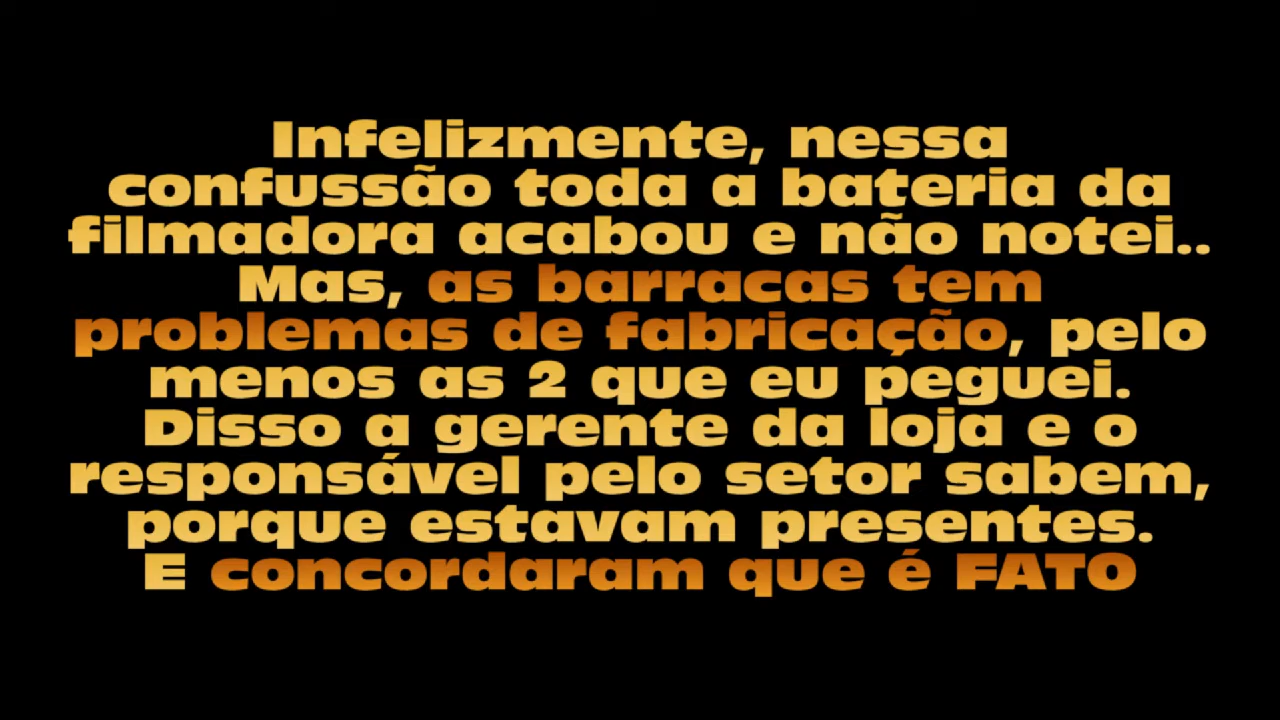 Infelizmente, nessa
confussão toda a bateria da
filmadora acabou e não notei..
Mas, as barracas tem
problemas de fabricação, pelo
menos as 2 que eu peguei.
Disso a gerente da loja e o
responsável pelo setor sabem,
porque estavam presentes.
E concordaram que é FATO